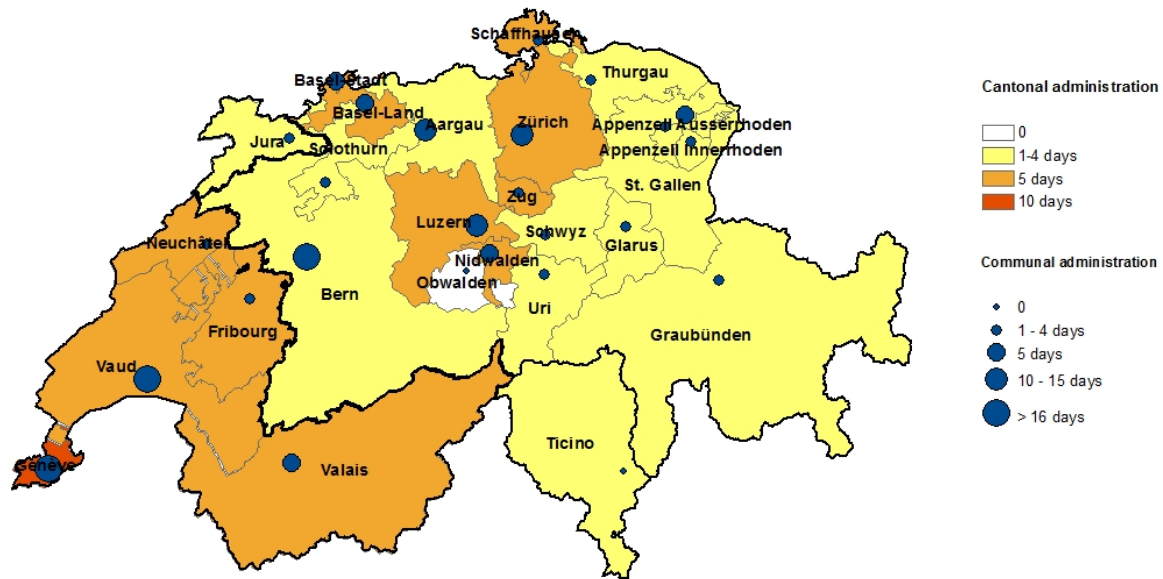 Schaffhausen
Basel-Stadt
Thurgau
Basel-Land
Aargau
Zürich
Appenzell Ausserrhoden
Jura
Solothurn
Appenzell Innerrhoden
St. Gallen
Zug
Luzern
Schwyz
Neuchâtel
Glarus
Nidwalden
Obwalden
Bern
Uri
Fribourg
Graubünden
Vaud
Ticino
Genève
Valais
Cantonal administration
0
1-4 days
5 days
10 days
Communal administration
0
1 - 4 days
5 days
10 - 15 days
> 16 days